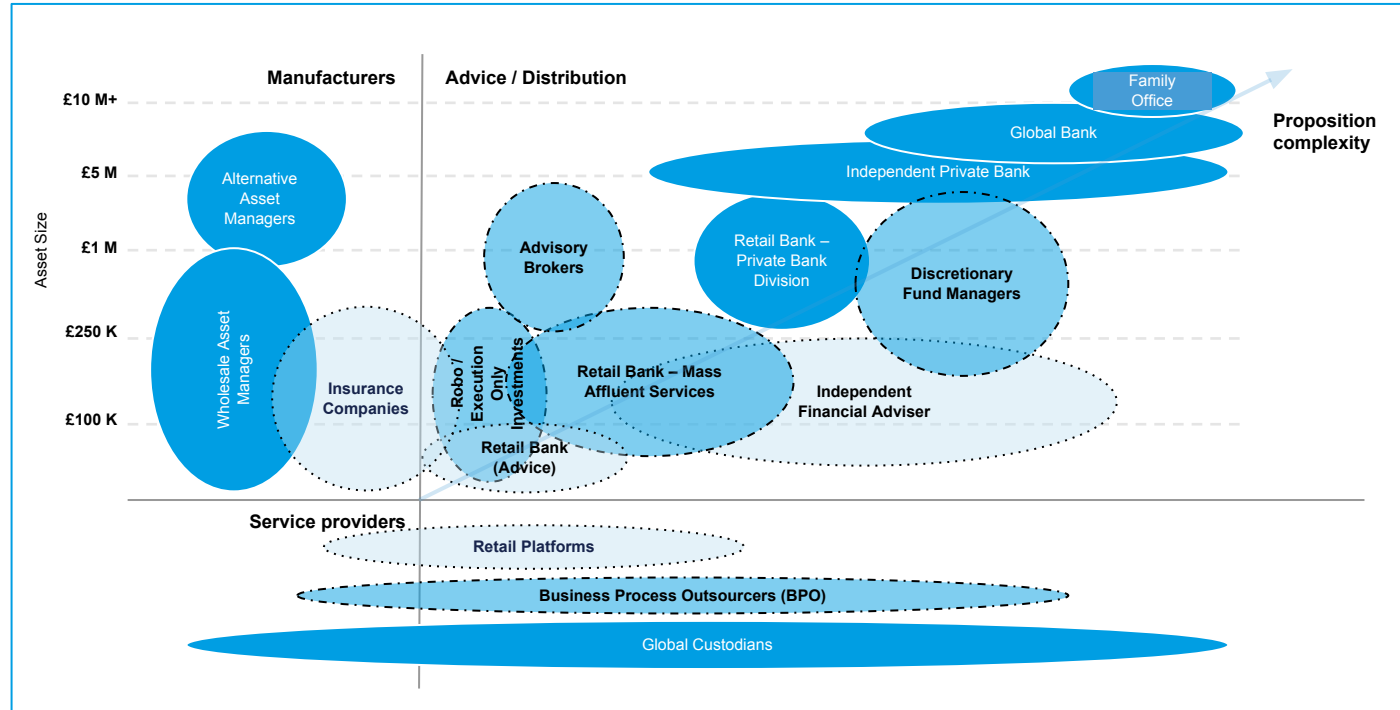 Manufacturers
Advice / Distribution
£10 M+
£5 M
£1 M
£250 K
£100 K
Asset Size
Proposition
complexity
Family
Office
Global Bank
Independent Private Bank
Alternative
Asset
Managers
Advisory
Brokers
Retail Bank –
Private Bank
Division
Discretionary
Fund Managers
Wholesale Asset
Managers
Insurance
Companies
Robo /
Execution
Only
Investments
Retail Bank – Mass
Affluent Services
Independent
Financial Adviser
Retail Bank
(Advice)
Service providers
Retail Platforms
Business Process Outsourcers (BPO)
Global Custodians